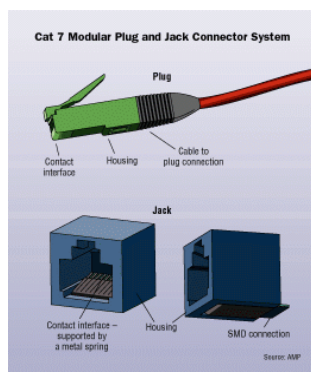 Cat 7 Modular Plug and Jack Connector System
Plug
Contact
interface
Housing
Cable to
plug connection
Jack
Contact interface –
supported by
a metal spring
Housing
SMD connection
Source: AMP